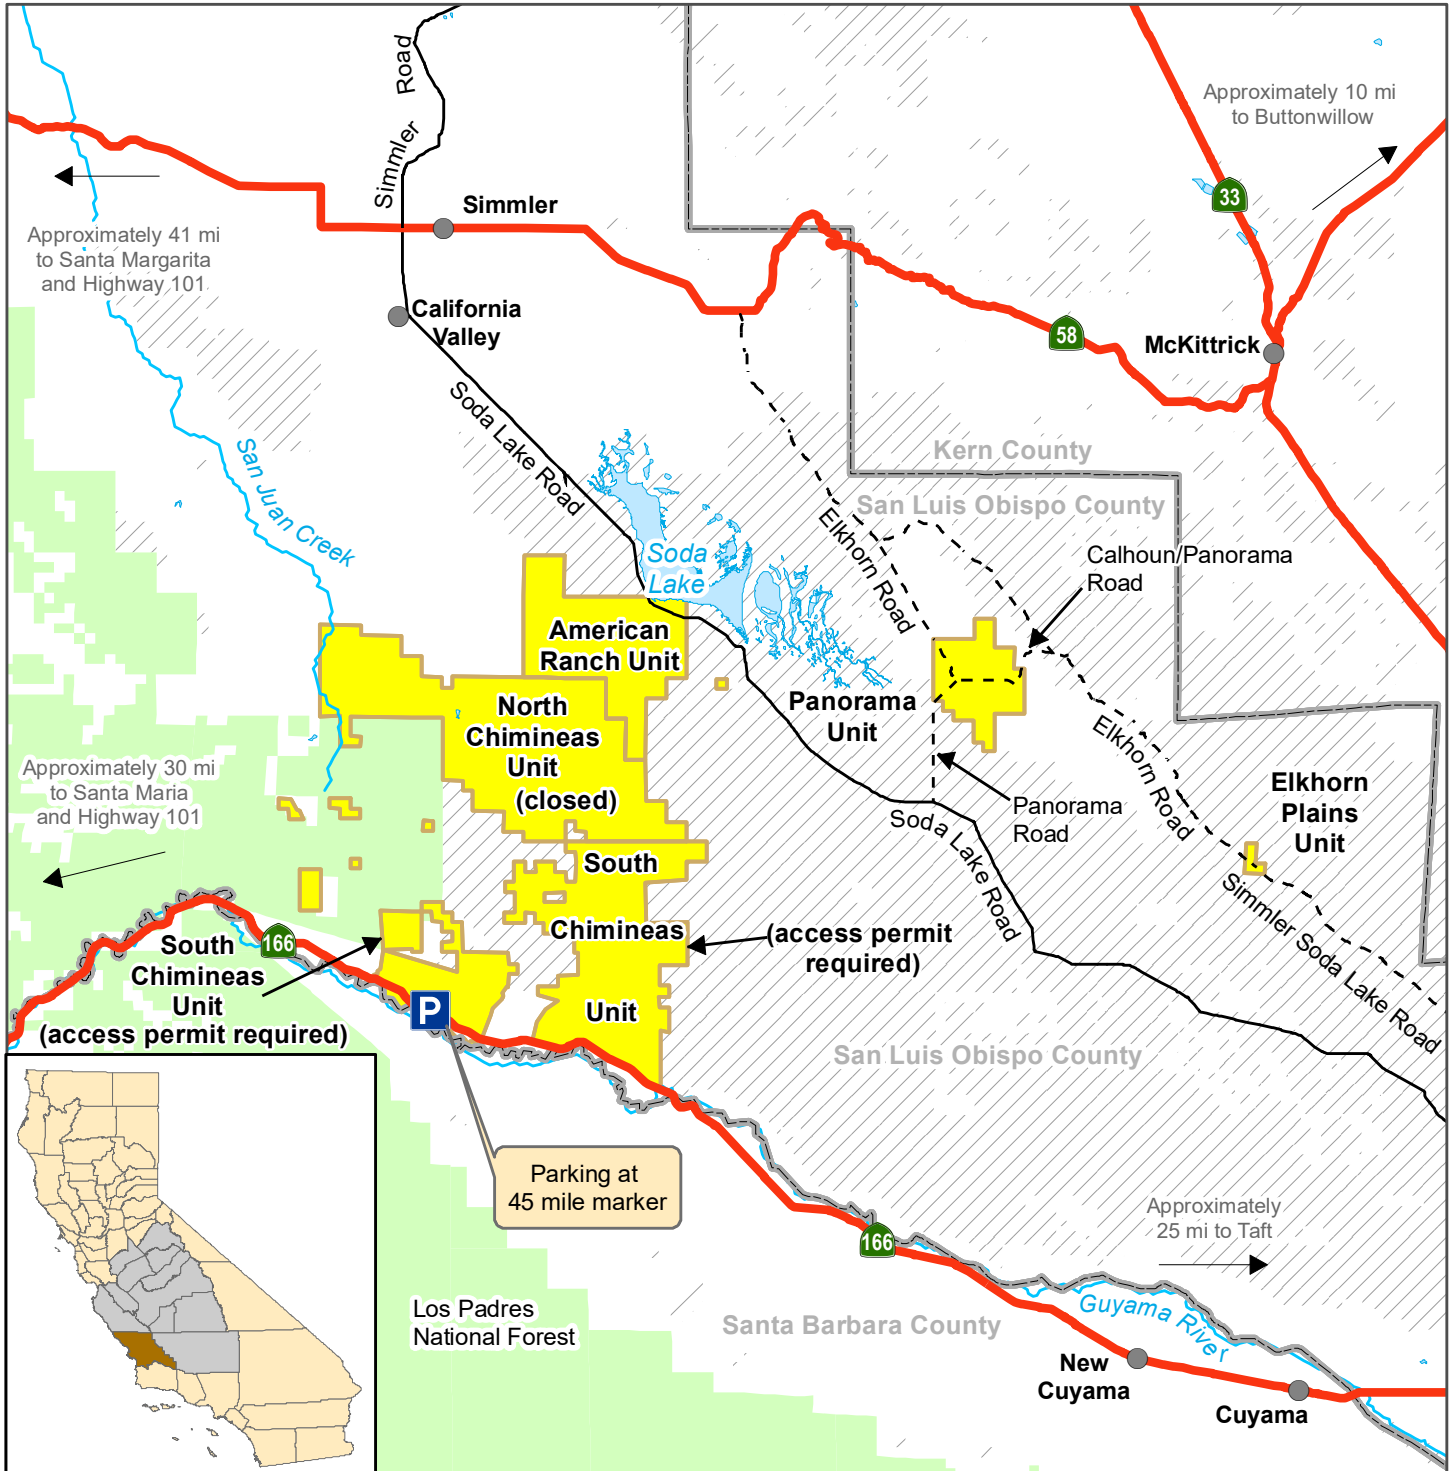 Simmler Road
Approximately 10 mi
to Buttonwillow
33
Simmler
Approximately 41 mi
to Santa Margarita
and Highway 101
California
Valley
58
McKittrick
Soda Lake Road
Kern County
San Luis Obispo County
San Juan Creek
Elkhorn Road
Soda
Lake
Calhoun/Panorama
Road
American
Ranch Unit
Panorama
Unit
North
Chimineas
Unit
(closed)
Elkhorn Road
Approximately 30 mi
to Santa Maria
and Highway 101
Elkhorn
Plains
Unit
Panorama
Road
Soda Lake Road
South
Chimineas
Unit
(access permit
required)
Simmler Soda Lake Road
166
South
Chimineas
Unit
(access permit required)
P
San Luis Obispo County
Parking at
45 mile marker
Approximately
25 mi to Taft
166
Los Padres
National Forest
Santa Barbara County
Guyama River
New
Cuyama
Cuyama